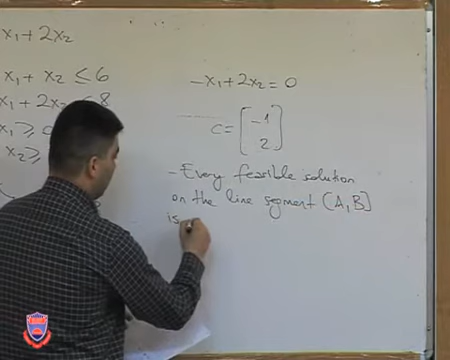 x₁ + 2x₂
x₁ + x₂ ≤ 6
x₁ + 2x₂ ≤ 8
x₁ ≥
x₂ ≥
-x₁ + 2x₂ = 0
c = [-1
2]
- Every feasible solution
on the line segment [A, B]
is